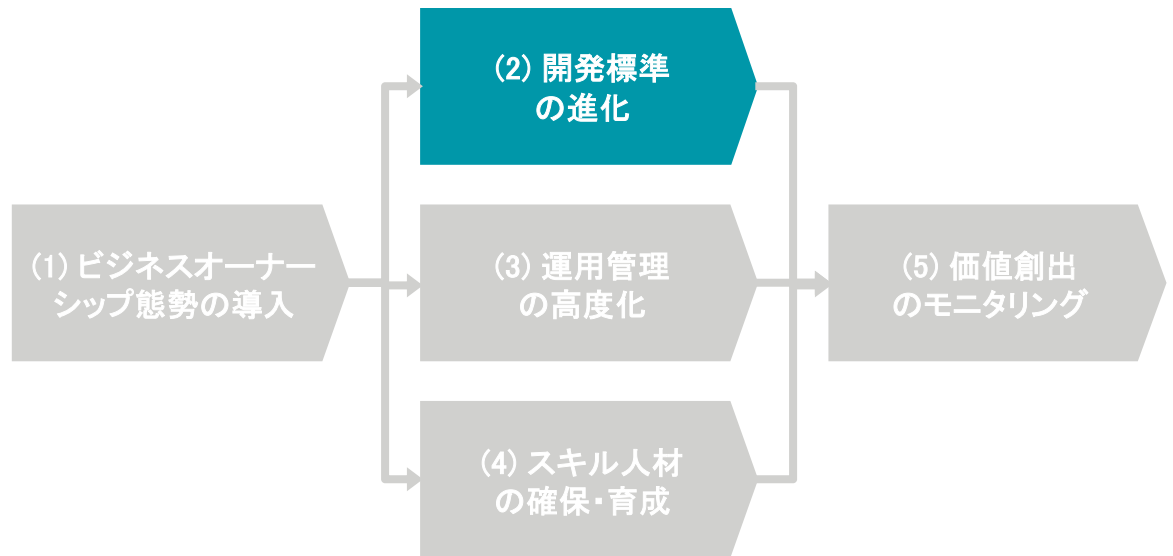 (1) ビジネスオーナー
シップ態勢の導入
(2) 開発標準
の進化
(3) 運用管理
の高度化
(4) スキル人材
の確保・育成
(5) 価値創出
のモニタリング